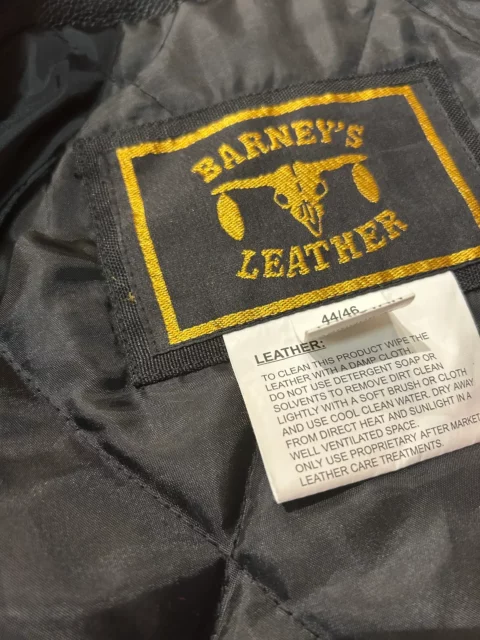 BARNEY'S
LEATHER
44/46
LEATHER:
TO CLEAN THIS PRODUCT WIPE THE
LEATHER WITH A DAMP CLOTH.
DO NOT USE DETERGENT SOAP OR
SOLVENTS TO REMOVE DIRT CLEAN
LIGHTLY WITH A SOFT BRUSH OR CLOTH
AND USE COOL CLEAN WATER. DRY AWAY
FROM DIRECT HEAT AND SUNLIGHT IN A
WELL VENTILATED SPACE.
ONLY USE PROPRIETARY AFTER MARKET
LEATHER CARE TREATMENTS.